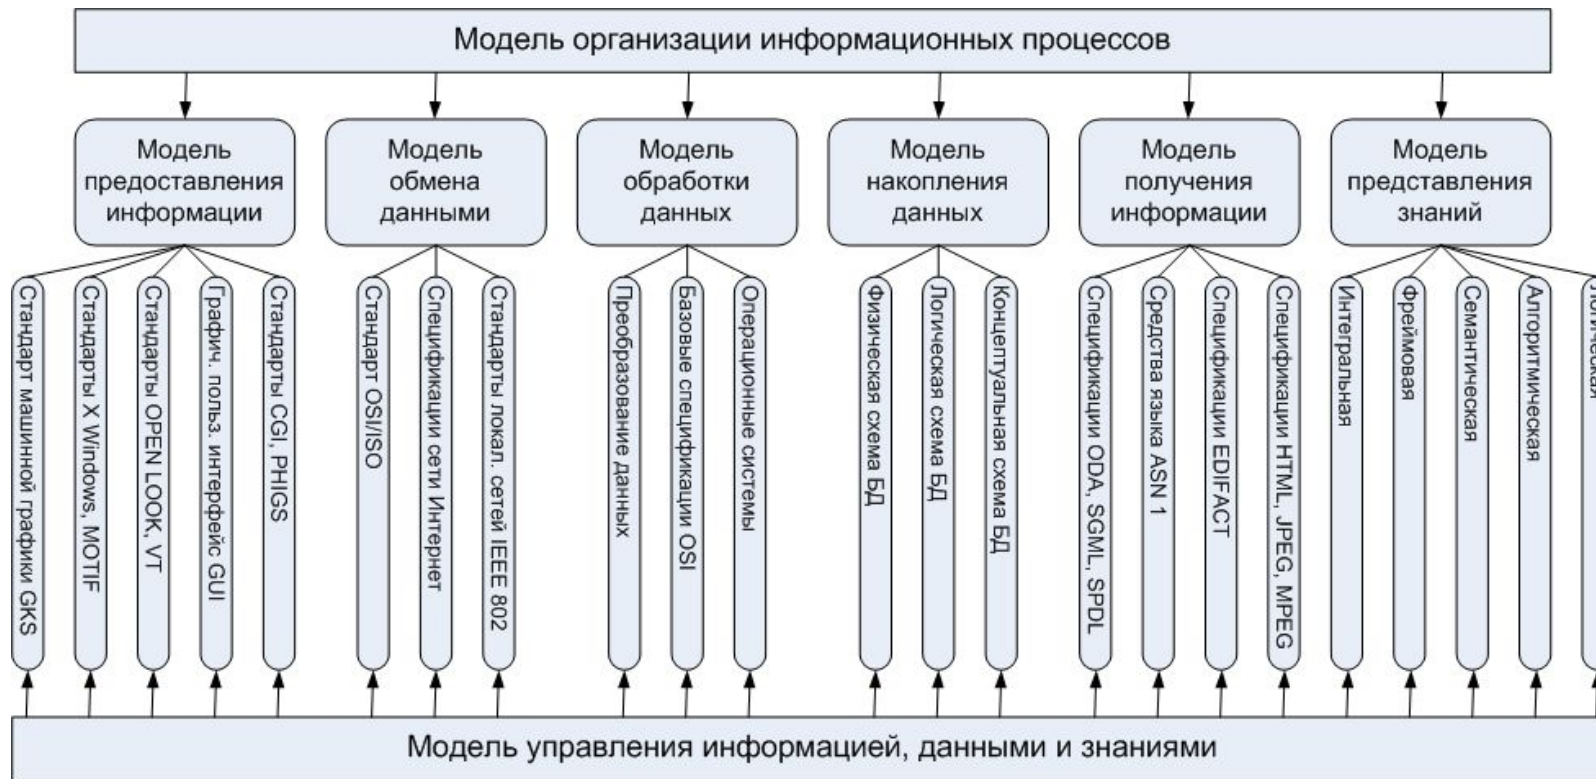 Модель организации информационных процессов
Модель
предоставления
информации
Модель
обмена
данными
Модель
обработки
данных
Модель
накопления
данных
Модель
получения
информации
Модель
представления
знаний
Стандарт машинной графики GKS
Стандарты X Windows, MOTIF
Стандарты OPEN LOOK, VT
Графич. польз. интерфейс GUI
Стандарты CGI, PHIGS
Стандарт OSI/ISO
Спецификации сети Интернет
Стандарты локал. сетей IEEE 802
Преобразование данных
Базовые спецификации OSI
Операционные системы
Физическая схема БД
Логическая схема БД
Концептуальная схема БД
Спецификации ODA, SGML, SPDL
Средства языка ASN 1
Спецификации EDIFACT
Спецификации HTML, JPEG, MPEG
Интегральная
Фреймовая
Семантическая
Алгоритмическая
Логическая
Модель управления информацией, данными и знаниями